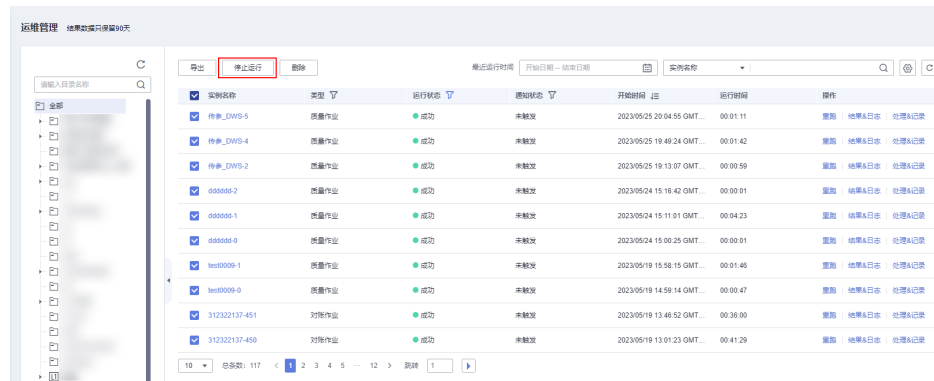 运维管理 结果数据只保留90天
请输入目录名称
全部
导出 停止运行 删除 最近运行时间 开始日期 – 结束日期 实例名称
实例名称 类型 运行状态 通知状态 开始时间 运行时间 操作
传参_DWS-5 质量作业 成功 未触发 2023/05/25 20:04:55 GMT... 00:01:11 重跑 结果&日志 处理&记录
传参_DWS-4 质量作业 成功 未触发 2023/05/25 19:49:24 GMT... 00:01:42 重跑 结果&日志 处理&记录
传参_DWS-2 质量作业 成功 未触发 2023/05/25 19:13:07 GMT... 00:00:59 重跑 结果&日志 处理&记录
dddddd-2 质量作业 成功 未触发 2023/05/24 15:16:42 GMT... 00:00:01 重跑 结果&日志 处理&记录
dddddd-1 质量作业 成功 未触发 2023/05/24 15:11:01 GMT... 00:04:23 重跑 结果&日志 处理&记录
dddddd-0 质量作业 成功 未触发 2023/05/24 15:00:25 GMT... 00:00:01 重跑 结果&日志 处理&记录
test0009-1 质量作业 成功 未触发 2023/05/19 15:58:15 GMT... 00:01:46 重跑 结果&日志 处理&记录
test0009-0 质量作业 成功 未触发 2023/05/19 14:59:14 GMT... 00:00:47 重跑 结果&日志 处理&记录
312322137-451 对账作业 成功 未触发 2023/05/19 13:46:52 GMT... 00:36:00 重跑 结果&日志 处理&记录
312322137-450 对账作业 成功 未触发 2023/05/19 13:01:23 GMT... 00:41:29 重跑 结果&日志 处理&记录
10 总条数: 117 < 1 2 3 4 5 ... 12 > 跳转 1
L1